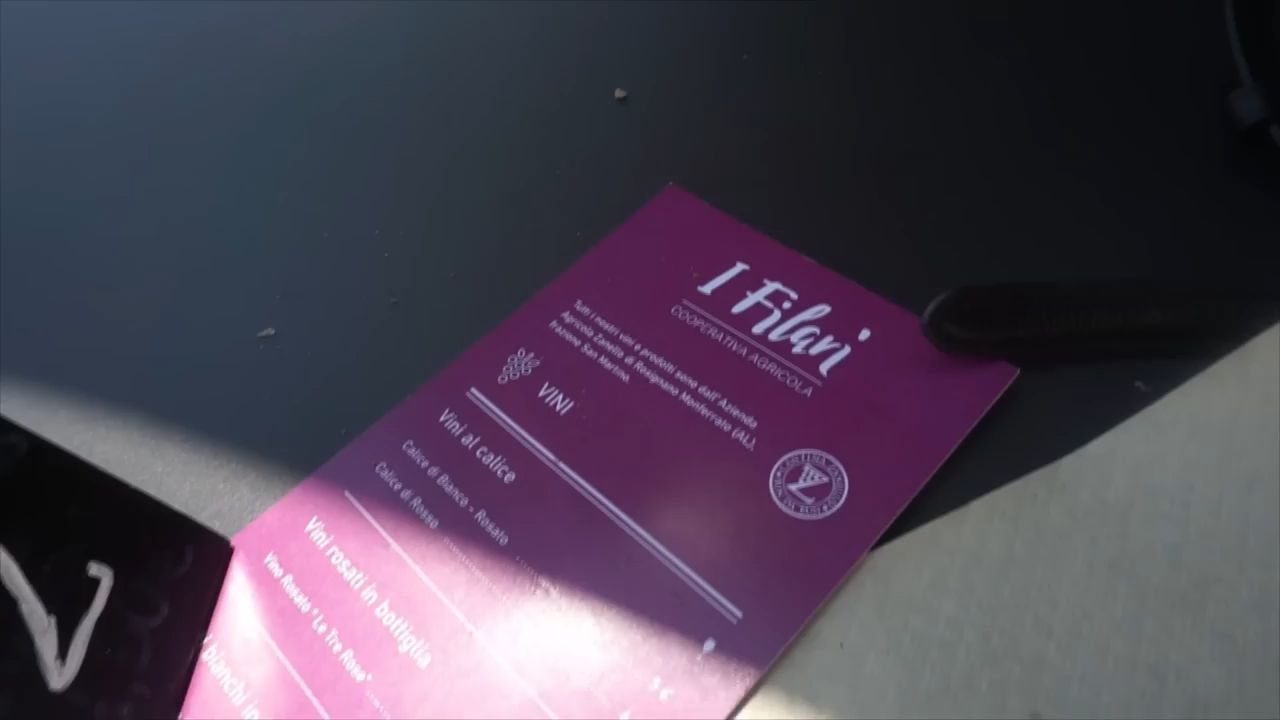 I Filari
COOPERATIVA AGRICOLA
Tutti i nostri vini e prodotti sono dall'Azienda
Agricola Zanello di Rosignano Monferrato (AL),
frazione San Martino.
VINI
Vini al calice
Calice di Bianco - Rosato
Calice di Rosso
Vini rosati in bottiglia
Vino Rosato "Le Tre Rose"
bianchi in